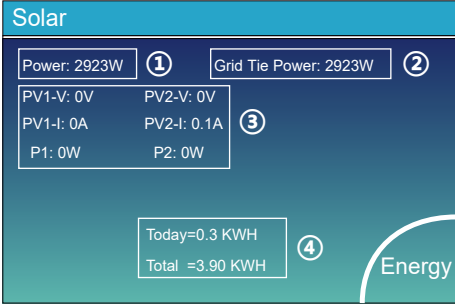 Solar
Power: 2923W ① Grid Tie Power: 2923W ②
PV1-V: 0V PV2-V: 0V
PV1-I: 0A PV2-I: 0.1A ③
P1: 0W P2: 0W
Today=0.3 KWH
④
Total =3.90 KWH
Energy